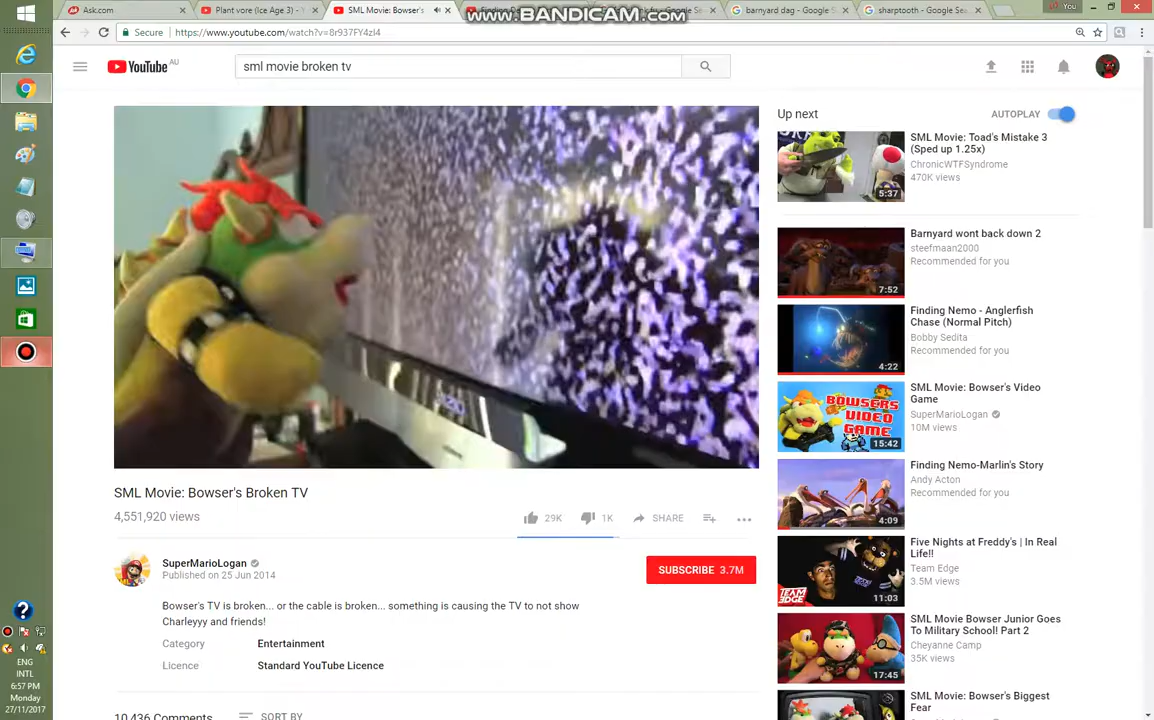 Ask.com
Plant vore (Ice Age 3) - Y
SML Movie: Bowser's
barnyard dag - Google S
sharptooth - Google Sea
www.BANDICAM.com
You
Secure
https://www.youtube.com/watch?v=8r937FY4zI4
YouTube AU
sml movie broken tv
Up next
AUTOPLAY
SML Movie: Toad's Mistake 3
(Sped up 1.25x)
ChronicWTFSyndrome
470K views
5:37
Barnyard wont back down 2
steefmaan2000
Recommended for you
7:52
Finding Nemo - Anglerfish
Chase (Normal Pitch)
Bobby Sedita
Recommended for you
4:22
SML Movie: Bowser's Video
Game
SuperMarioLogan
10M views
BOWSERS
VIDEO
GAME
15:42
Finding Nemo-Marlin's Story
Andy Acton
Recommended for you
4:09
Five Nights at Freddy's | In Real
Life!!
Team Edge
3.5M views
TEAM
EDGE
11:03
SML Movie Bowser Junior Goes
To Military School! Part 2
Cheyanne Camp
35K views
17:45
SML Movie: Bowser's Biggest
Fear
SML Movie: Bowser's Broken TV
4,551,920 views
29K
1K
SHARE
SuperMarioLogan
Published on 25 Jun 2014
SUBSCRIBE 3.7M
Bowser's TV is broken... or the cable is broken... something is causing the TV to not show
Charleyyy and friends!
Category
Entertainment
Licence
Standard YouTube Licence
10,436 Comments
SORT BY
ENG
INTL
6:57 PM
Monday
27/11/2017